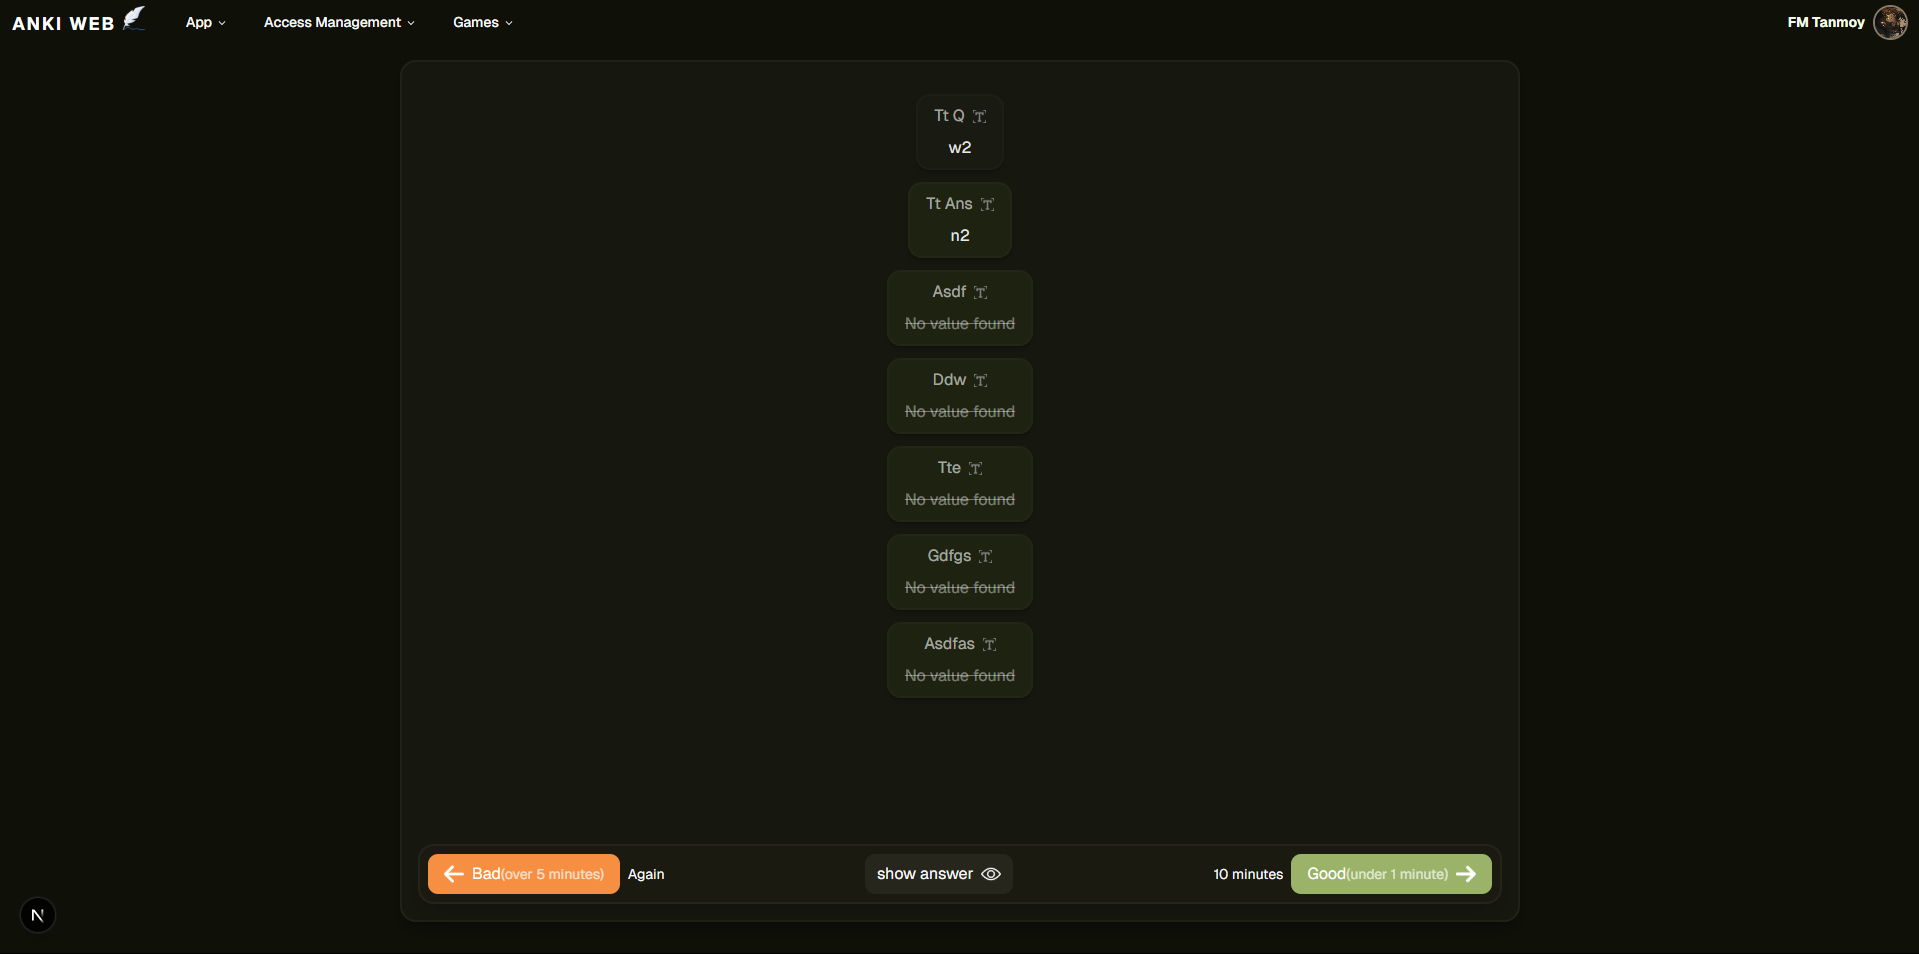 ANKI WEB App Access Management Games FM Tanmoy
Tt Q T
w2
Tt Ans T
n2
Asdf T
No value found
Ddw T
No value found
Tte T
No value found
Gdfgs T
No value found
Asdfas T
No value found
Bad(over 5 minutes) Again show answer 10 minutes Good(under 1 minute)
N